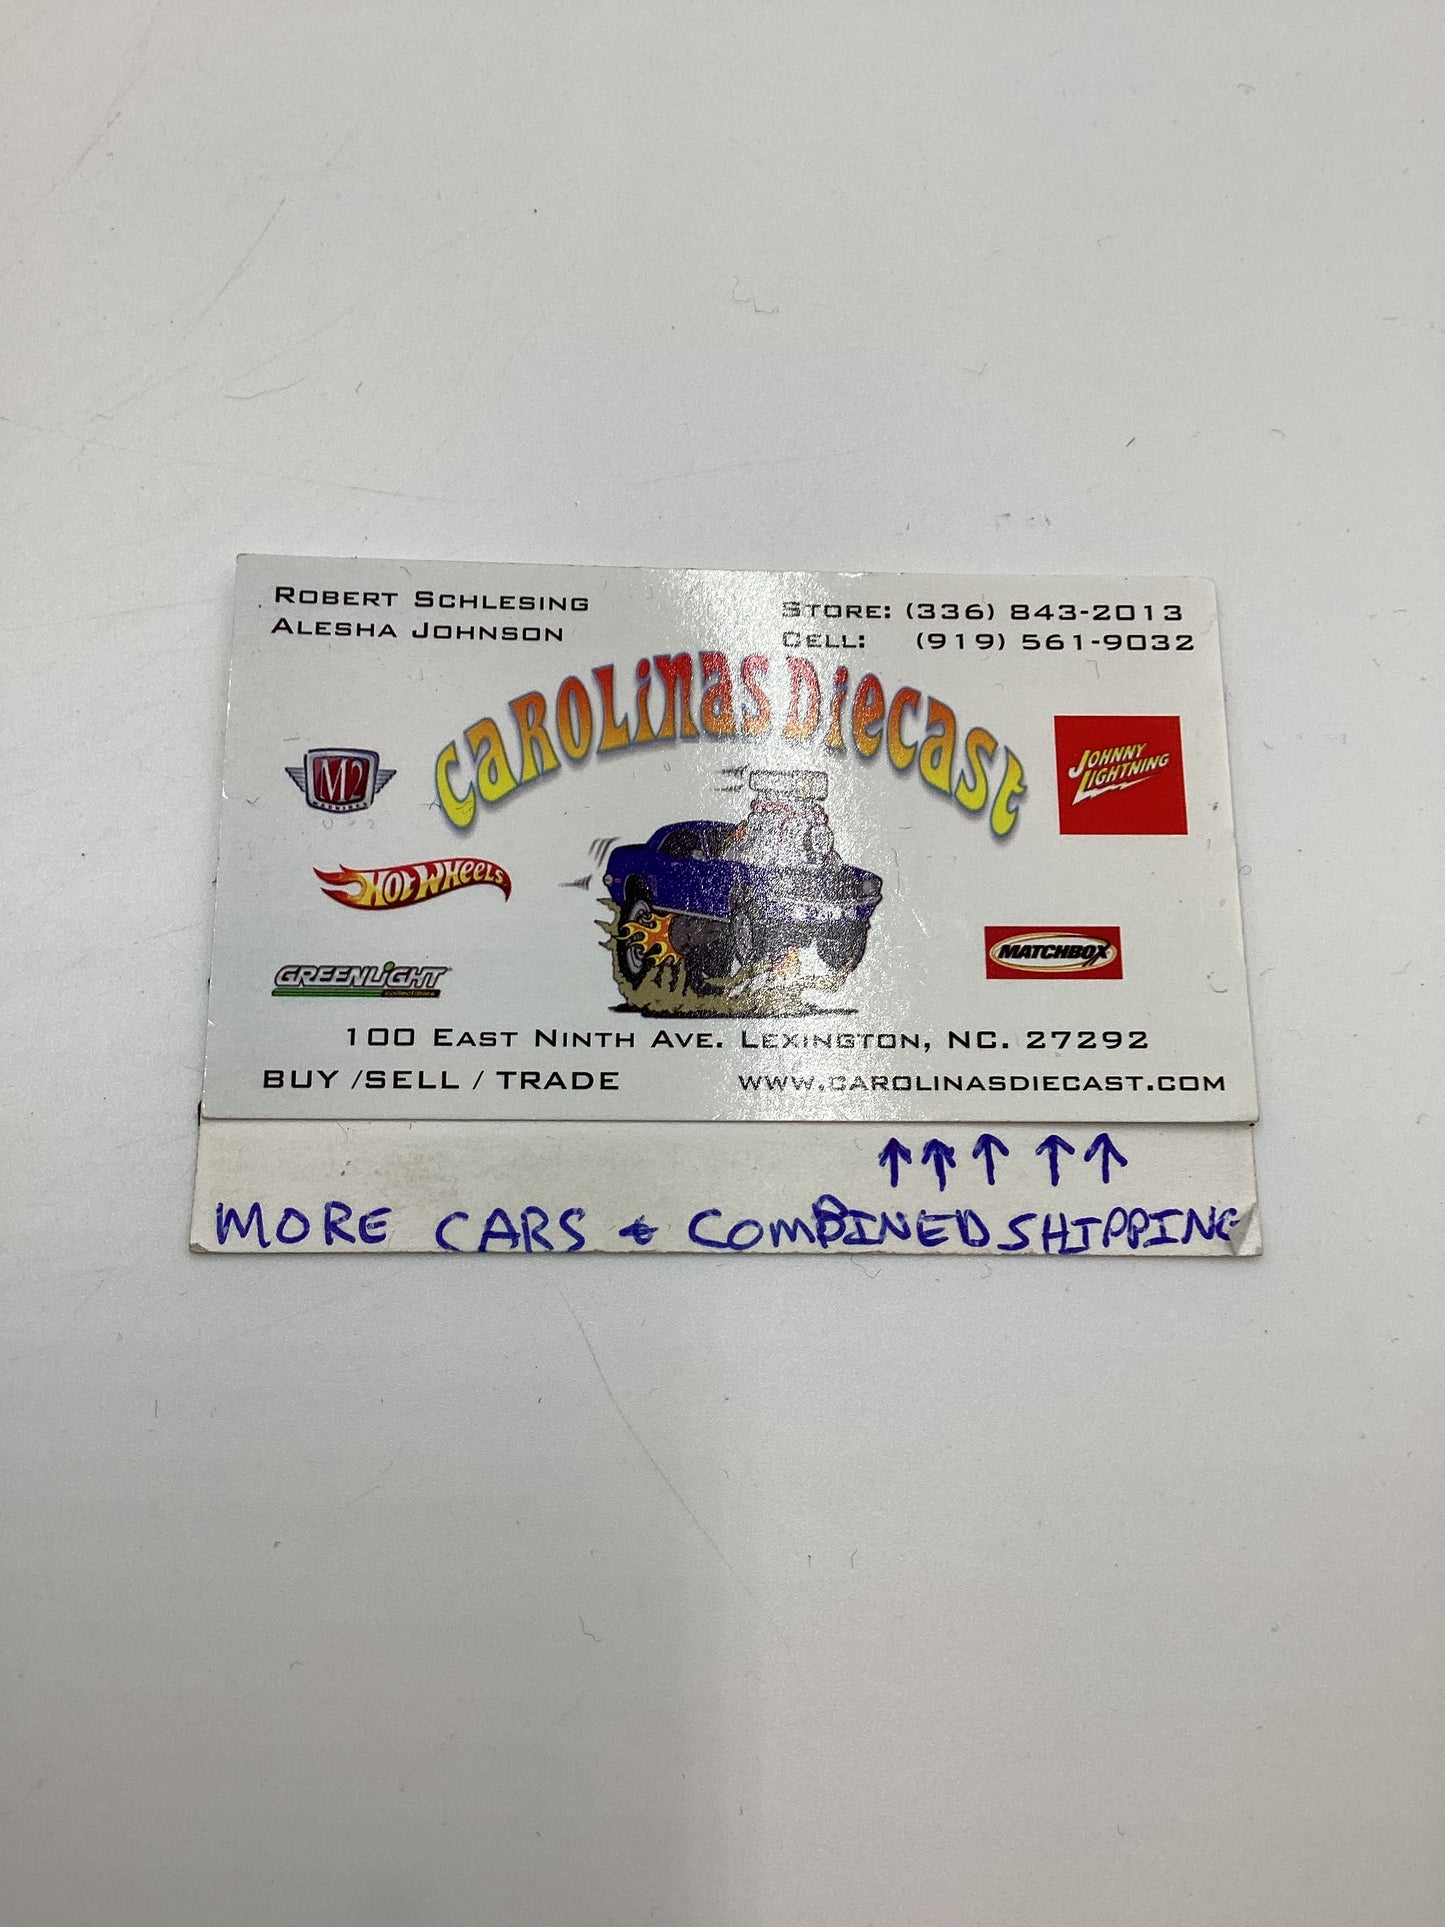 ROBERT SCHLESING
ALESHA JOHNSON
STORE: (336) 843-2013
CELL: (919) 561-9032
CAROLINAS DIECAST
M2
MACHINES
JOHNNY
LIGHTNING
HOT WHEELS
MATCHBOX
GREENLIGHT
collectibles
100 EAST NINTH AVE. LEXINGTON, NC. 27292
BUY /SELL / TRADE
WWW.CAROLINASDIECAST.COM
↑↑↑ ↑↑
MORE CARS & COMBINED SHIPPING